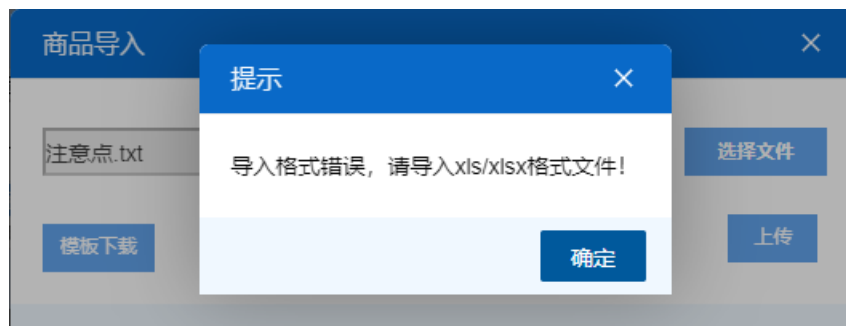 商品导入
提示
导入格式错误，请导入xls/xlsx格式文件！
注意点.txt
选择文件
模板下载
上传
确定